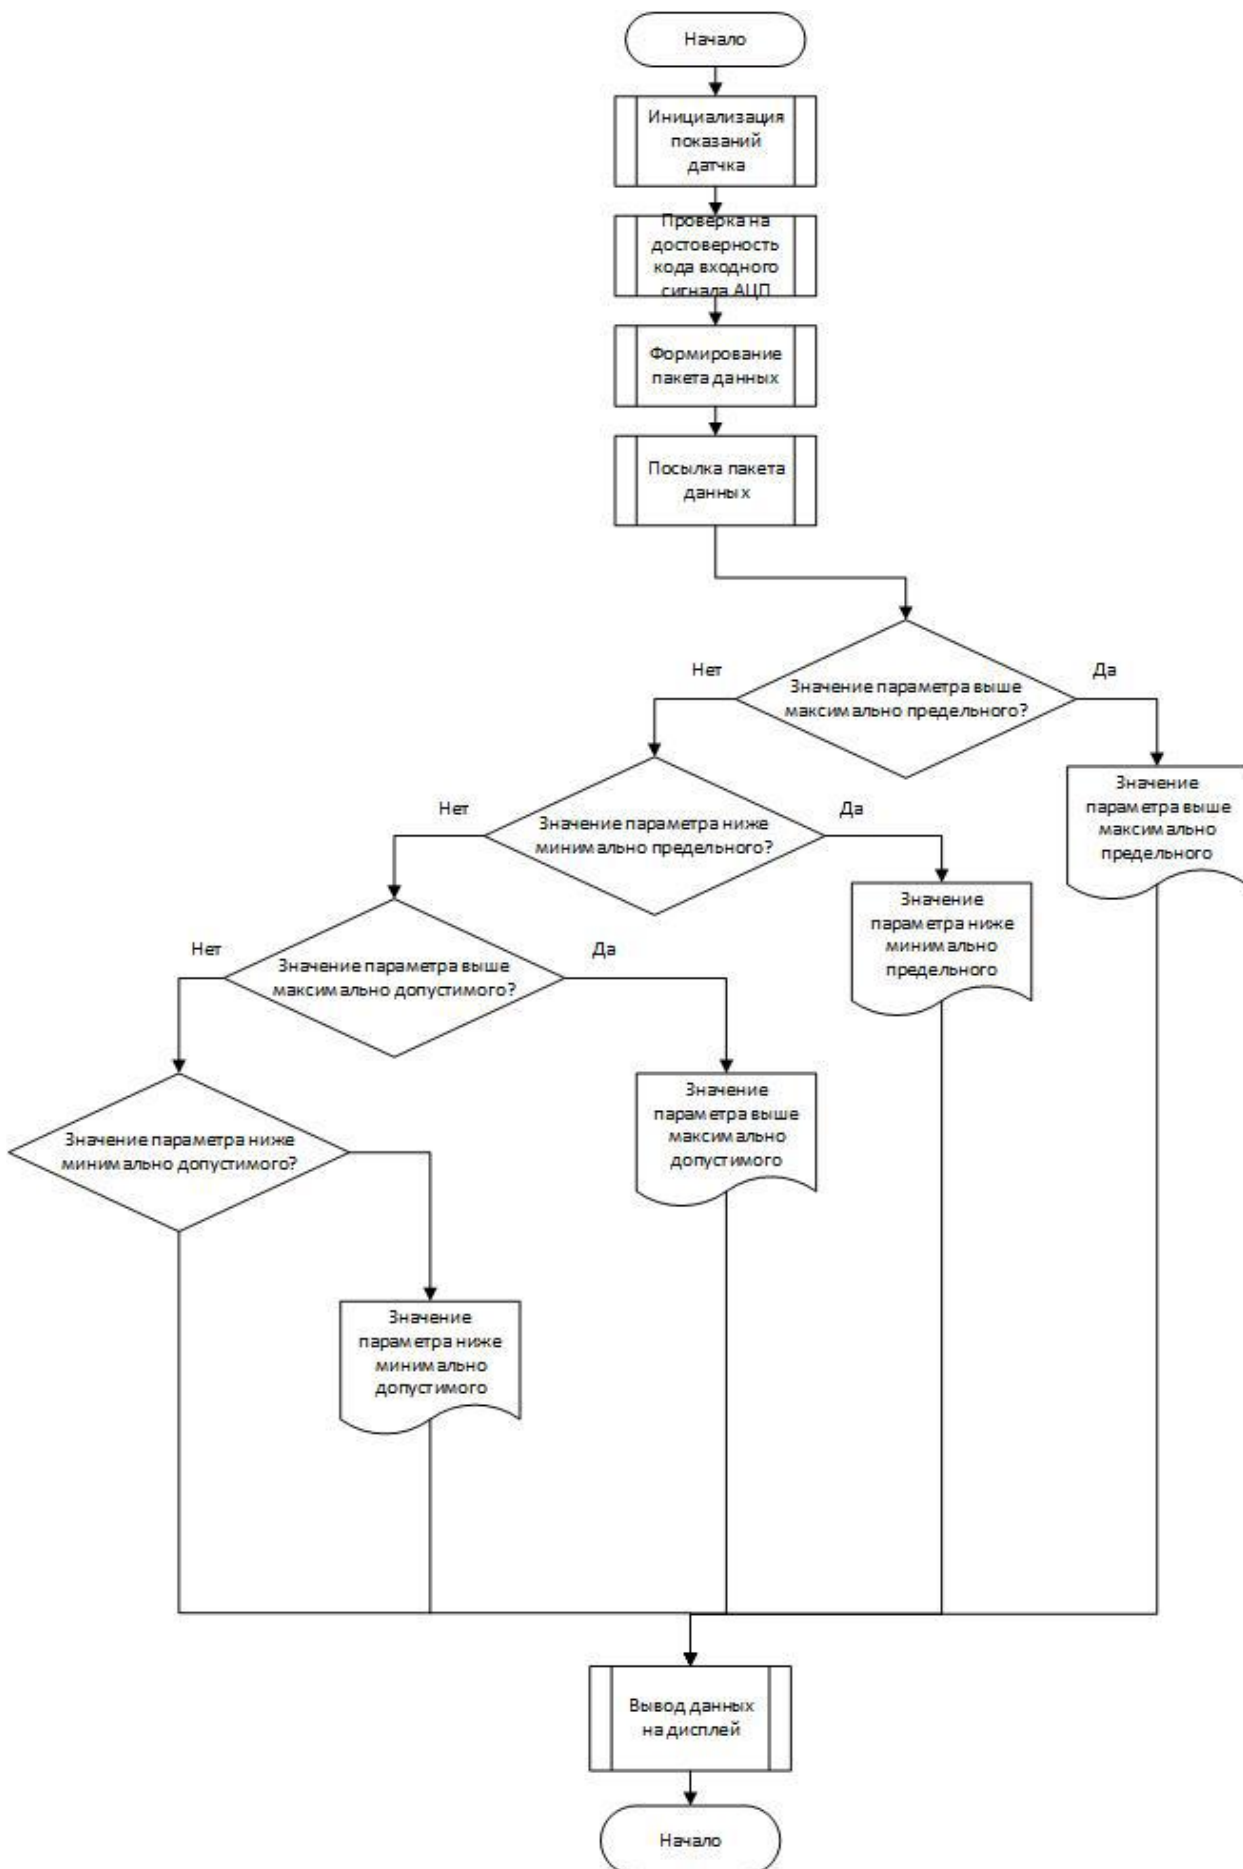 Начало
Инициализация
показаний
датчка
Проверка на
достоверность
кода входного
сигнала АЦП
Формирование
пакета данных
Посылка пакета
данных
Нет
Да
Значение параметра выше
максимально предельного?
Значение
параметра выше
максимально
предельного
Нет
Да
Значение параметра ниже
минимально предельного?
Значение
параметра ниже
минимально
предельного
Нет
Да
Значение параметра выше
максимально допустимого?
Значение
параметра выше
максимально
допустимого
Значение параметра ниже
минимально допустимого?
Значение
параметра ниже
минимально
допустимого
Вывод данных
на дисплей
Начало